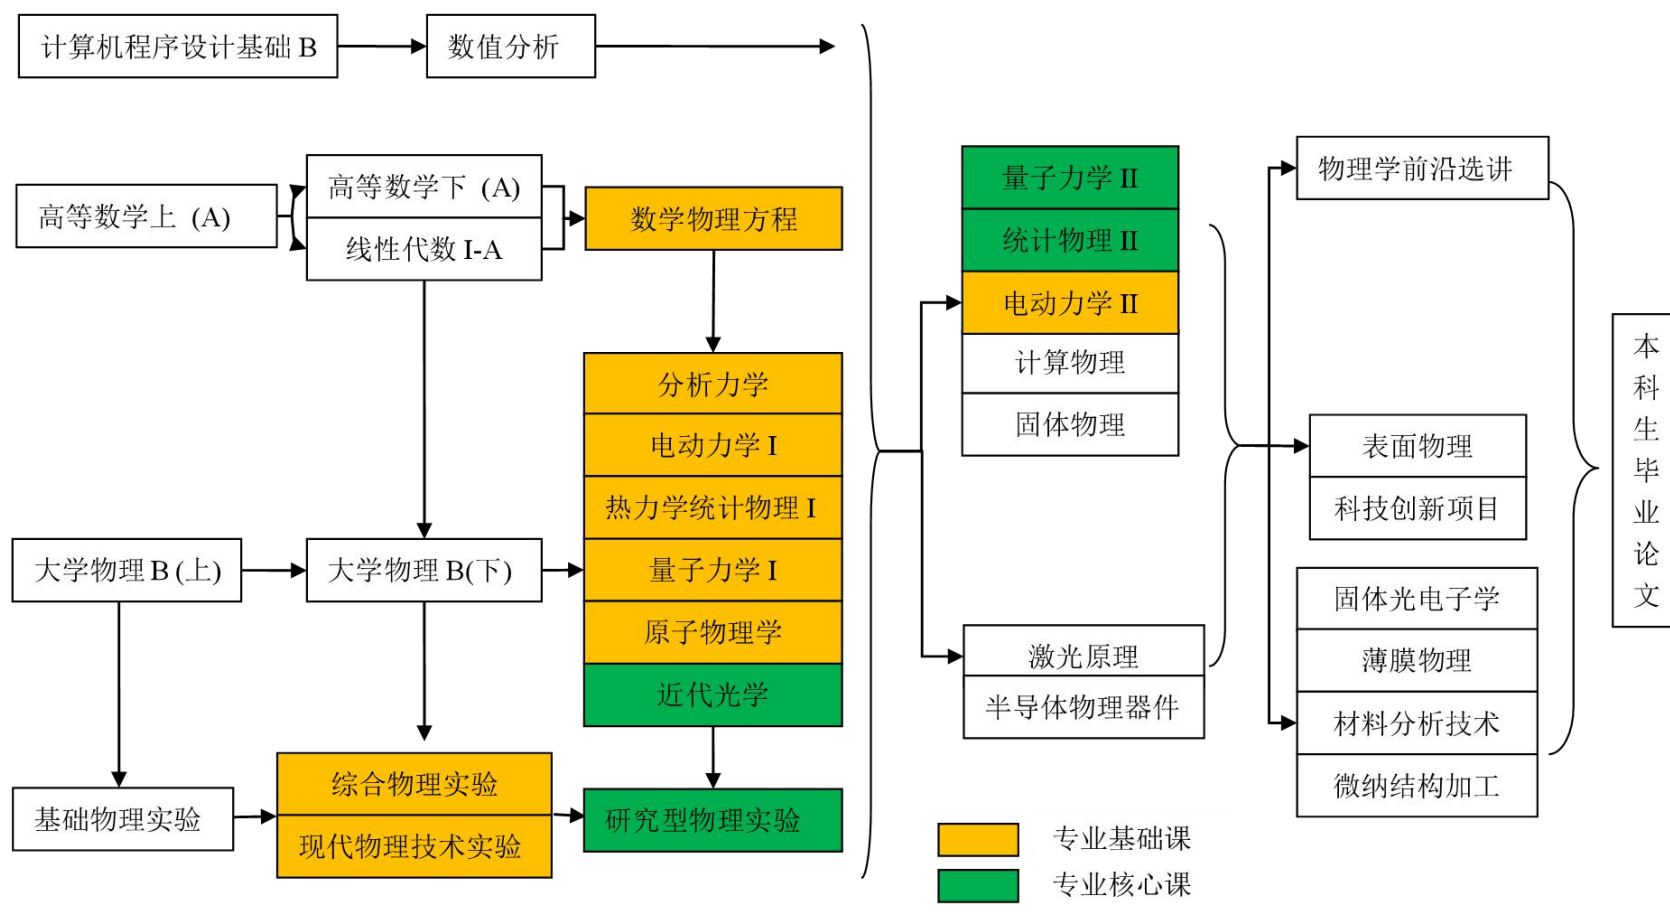 计算机程序设计基础 B
数值分析
高等数学上 (A)
高等数学下 (A)
线性代数 I-A
数学物理方程
分析力学
电动力学 I
热力学统计物理 I
量子力学 I
原子物理学
近代光学
大学物理 B (上)
大学物理 B(下)
基础物理实验
综合物理实验
现代物理技术实验
研究型物理实验
量子力学 II
统计物理 II
电动力学 II
计算物理
固体物理
激光原理
半导体物理器件
物理学前沿选讲
表面物理
科技创新项目
固体光电子学
薄膜物理
材料分析技术
微纳结构加工
本科生毕业论文
专业基础课
专业核心课